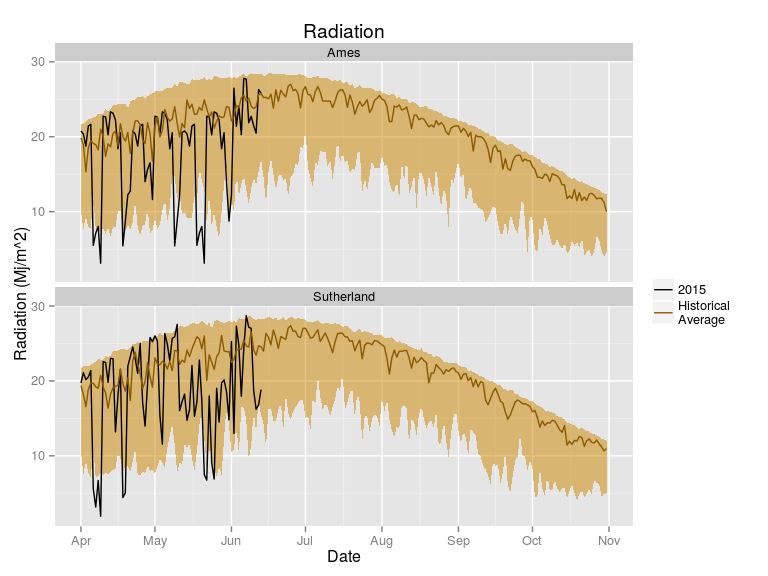 Radiation
Ames
30
20
10
Sutherland
30
20
10
Radiation (Mj/m^2)
Apr May Jun Jul Aug Sep Oct Nov
Date
2015
Historical
Average